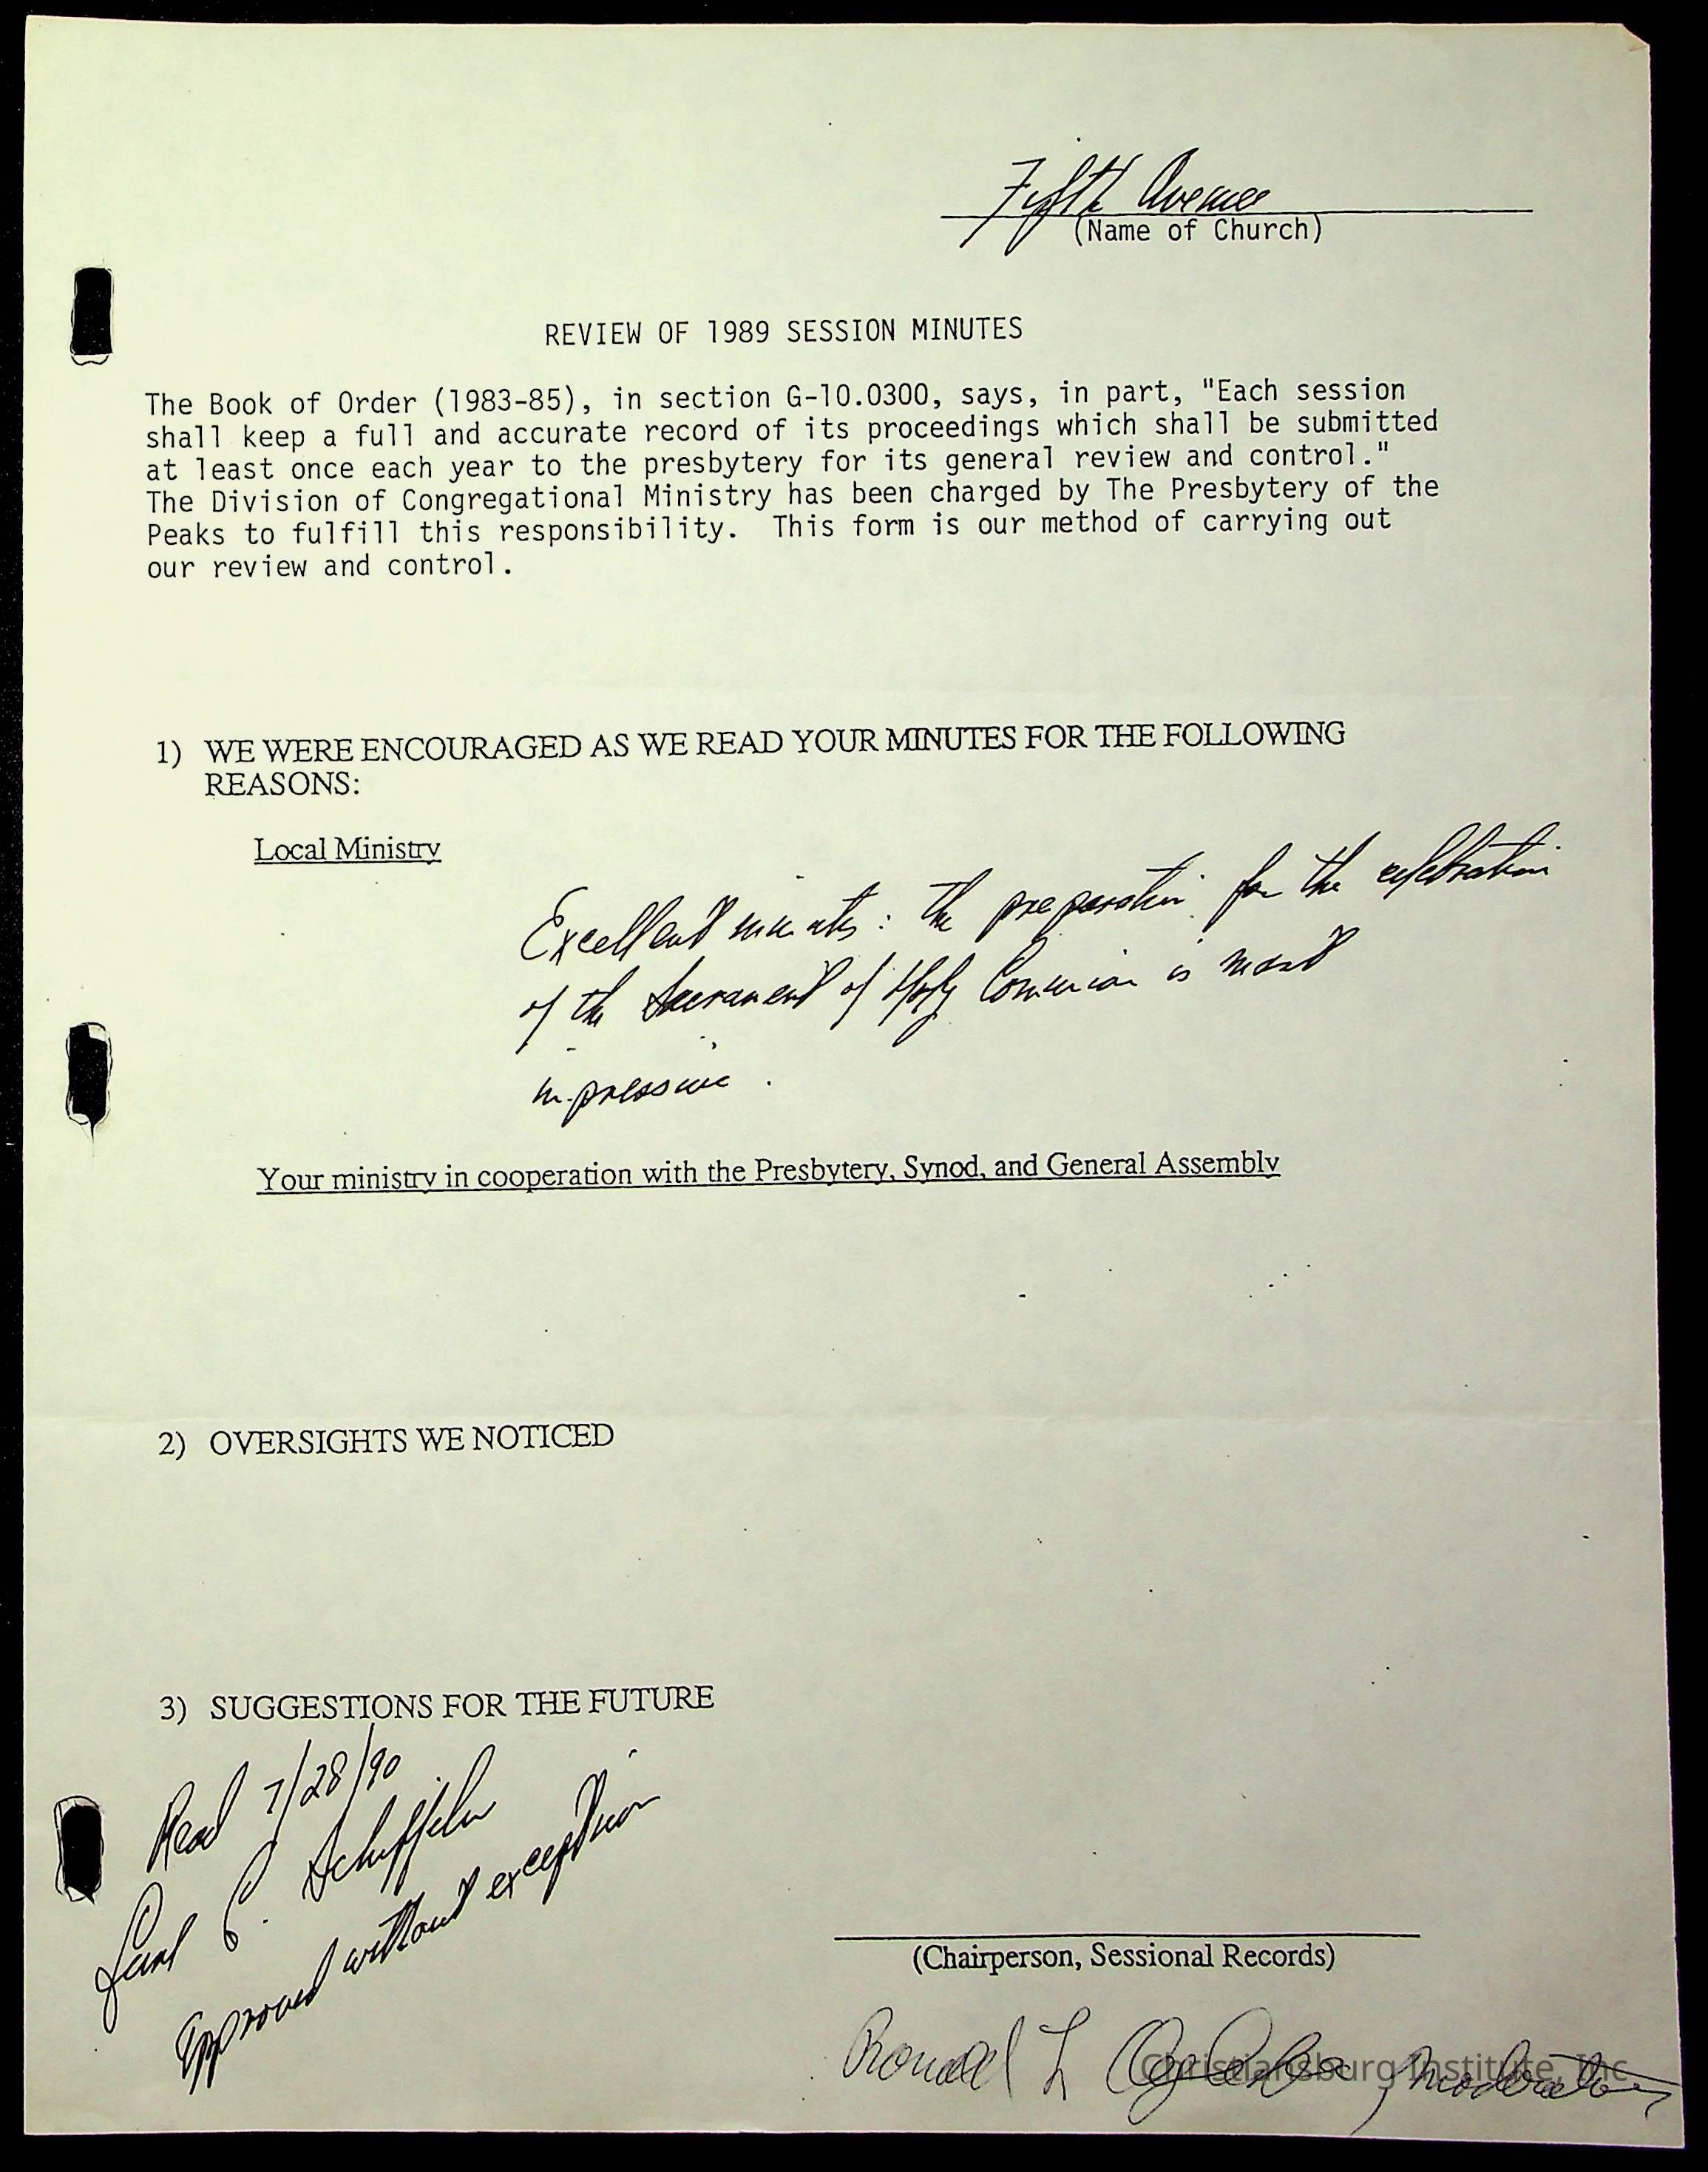 Fifth Avenue
(Name of Church)
REVIEW OF 1989 SESSION MINUTES
The Book of Order (1983-85), in section G-10.0300, says, in part, "Each session
shall keep a full and accurate record of its proceedings which shall be submitted
at least once each year to the presbytery for its general review and control."
The Division of Congregational Ministry has been charged by The Presbytery of the
Peaks to fulfill this responsibility. This form is our method of carrying out
our review and control.
1) WE WERE ENCOURAGED AS WE READ YOUR MINUTES FOR THE FOLLOWING
REASONS:
Local Ministry
Excellent minutes: the preparation for the celebration
of the Sacrament of Holy Communion is most
impressive.
Your ministry in cooperation with the Presbytery, Synod, and General Assembly
2) OVERSIGHTS WE NOTICED
3) SUGGESTIONS FOR THE FUTURE
Read 7/28/90
C.
Approved without exception
(Chairperson, Sessional Records)
Ronald L , Moderator
Christiansburg Institute, Inc